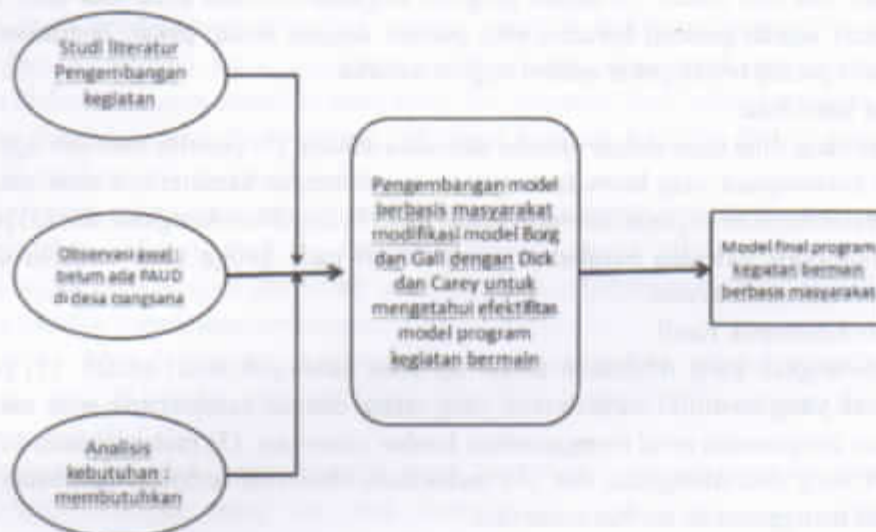 Studi literatur
Pengembangan
kegiatan
Observasi awal:
belum ada PAUD
di desa
Analisis
kebutuhan :
membutuhkan
Pengembangan model
berbasis masyarakat
modifikasi model Borg
dan Gall dengan Dick
dan Carey untuk
mengetahui efektifitas
model program
kegiatan bermain
Model final program
kegiatan bermain
berbasis masyarakat